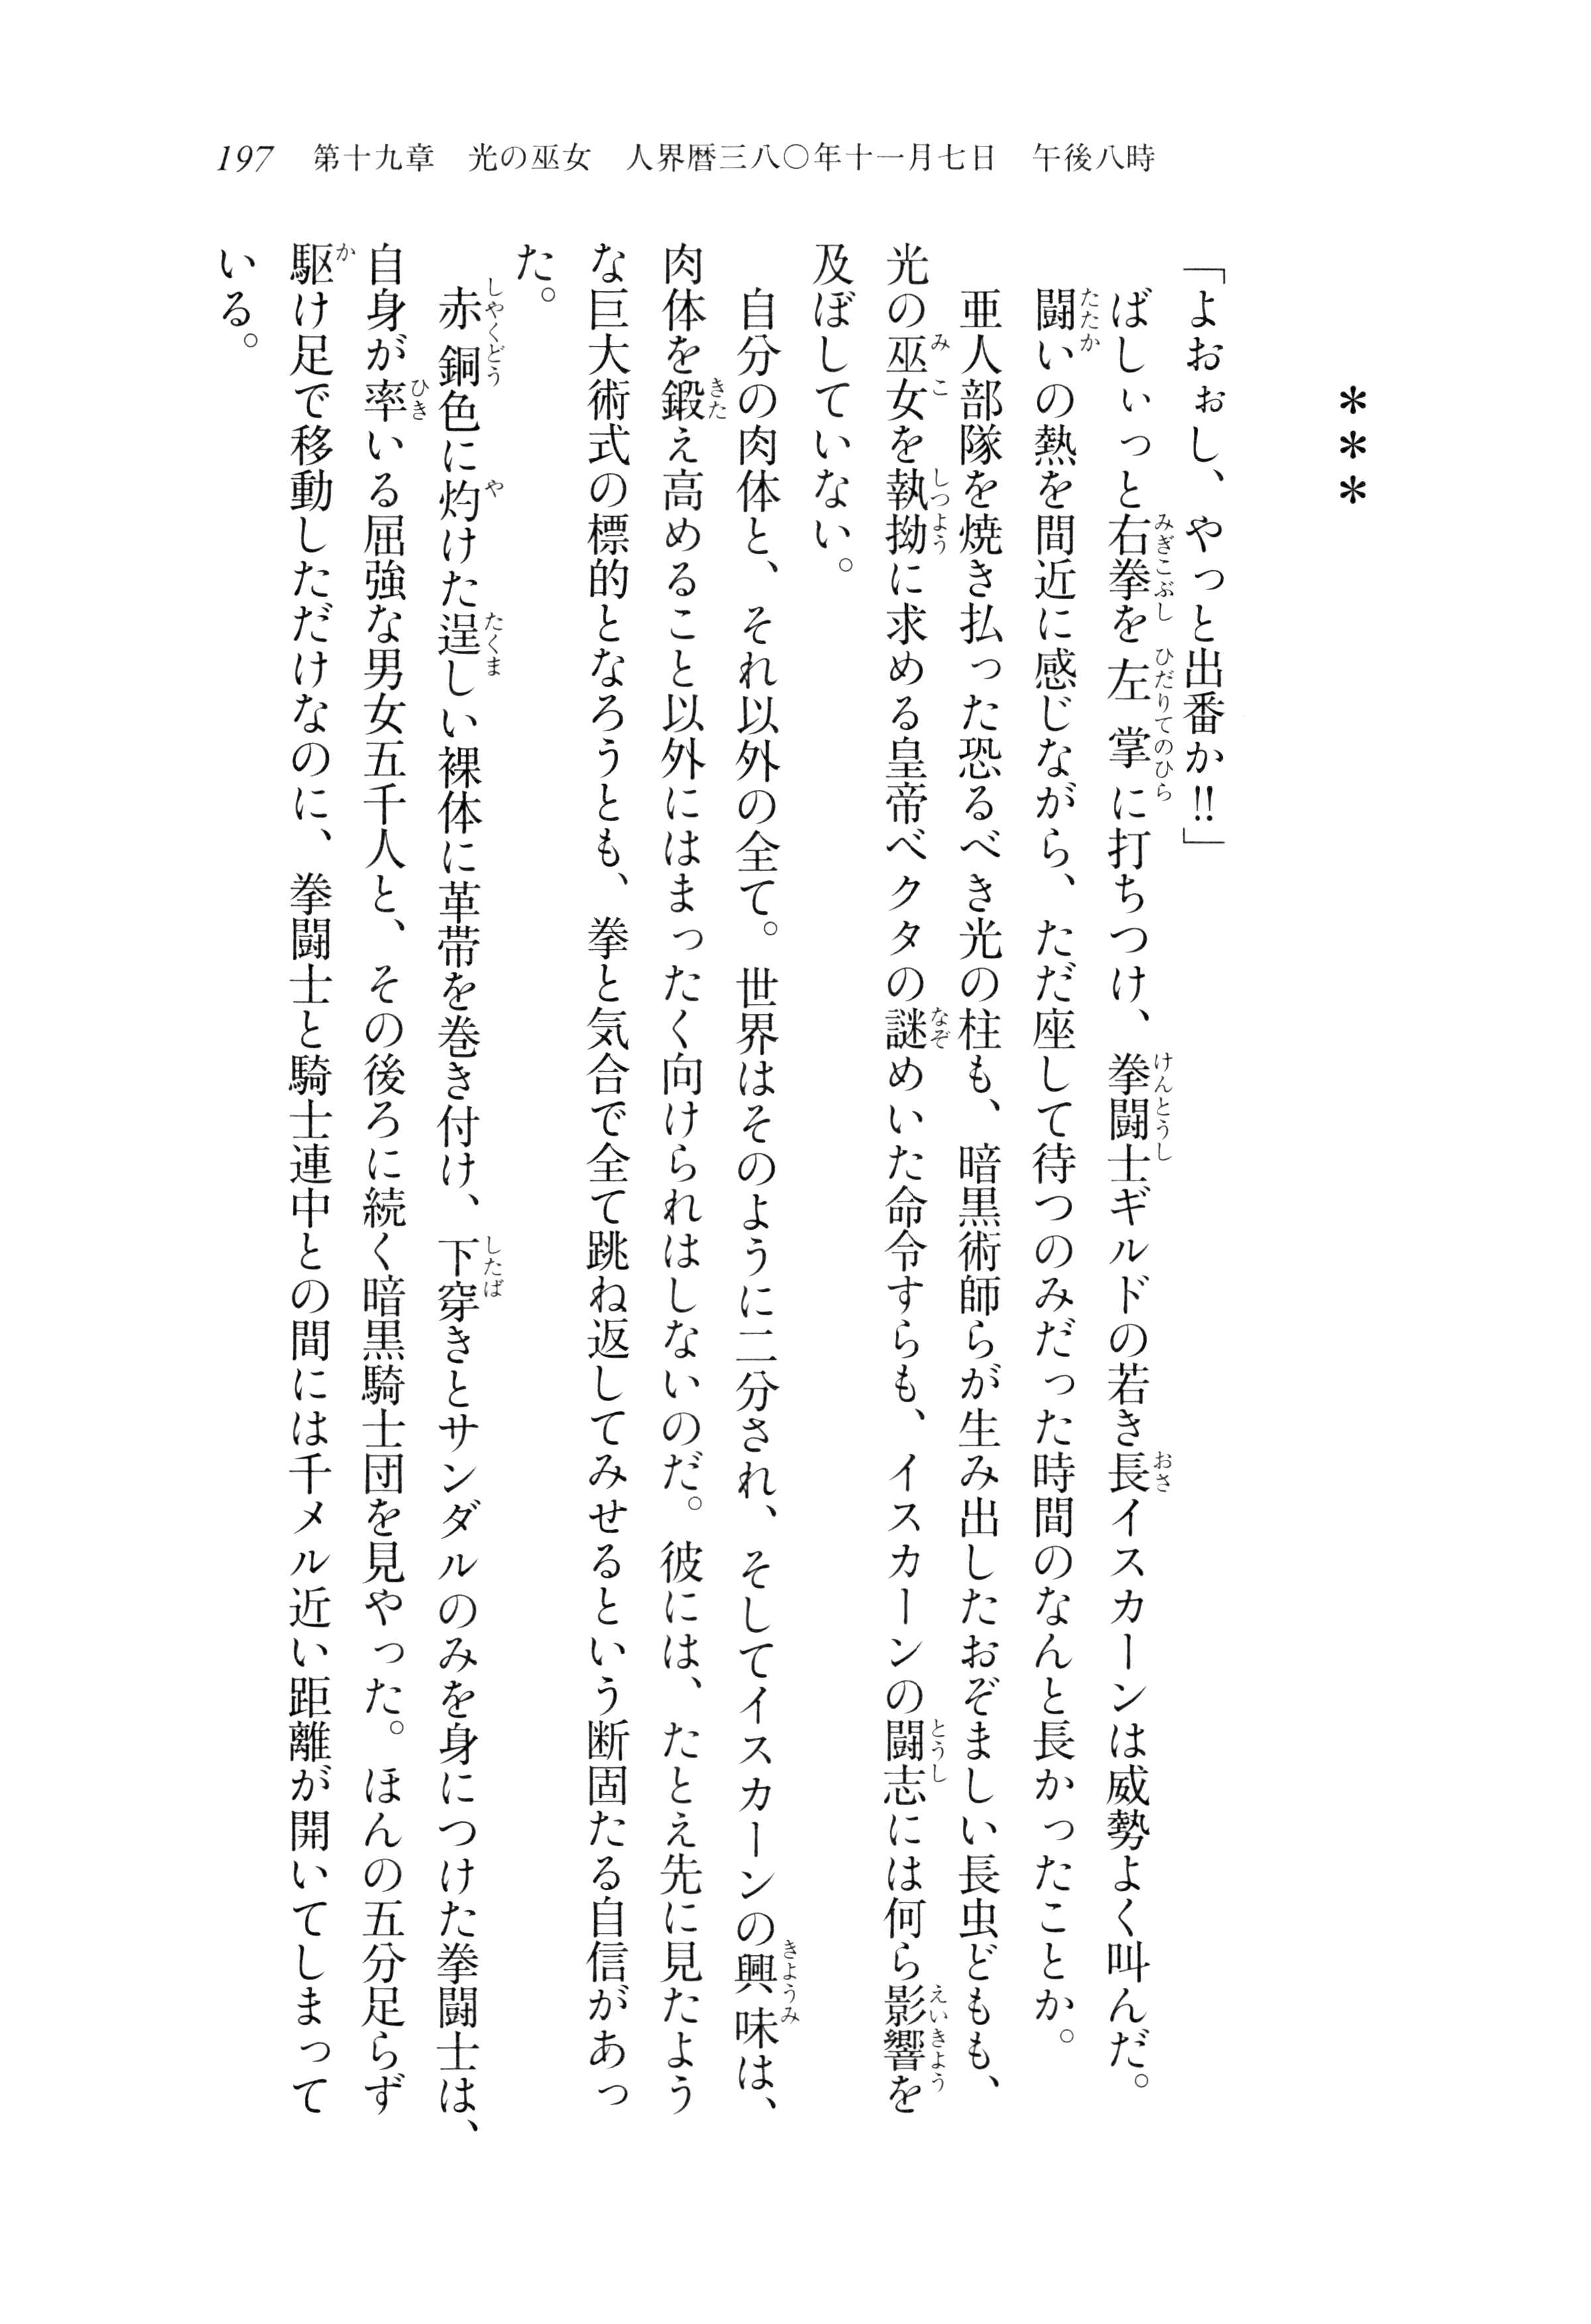 197　第十九章　光の巫女　人界暦三八〇年十一月七日　午後八時
＊＊＊
「よおぉし、やっと出番か‼」
　ばしぃっと右拳を左掌に打ちつけ、拳闘士ギルドの若き長イスカーンは威勢よく叫んだ。
　闘いの熱を間近に感じながら、ただ座して待つのみだった時間のなんと長かったことか。
　亜人部隊を焼き払った恐るべき光の柱も、暗黒術師らが生み出したおぞましい長虫どもも、
光の巫女を執拗に求める皇帝ベクタの謎めいた命令すらも、イスカーンの闘志には何ら影響を
及ぼしていない。
　自分の肉体と、それ以外の全て。世界はそのように二分され、そしてイスカーンの興味は、
肉体を鍛え高めること以外にはまったく向けられはしないのだ。彼には、たとえ先に見たよう
な巨大術式の標的となろうとも、拳と気合で全て跳ね返してみせるという断固たる自信があっ
た。
　赤銅色に灼けた逞しい裸体に革帯を巻き付け、下穿きとサンダルのみを身につけた拳闘士は、
自身が率いる屈強な男女五千人と、その後ろに続く暗黒騎士団を見やった。ほんの五分足らず
駆け足で移動しただけなのに、拳闘士と騎士連中との間には千メル近い距離が開いてしまって
いる。